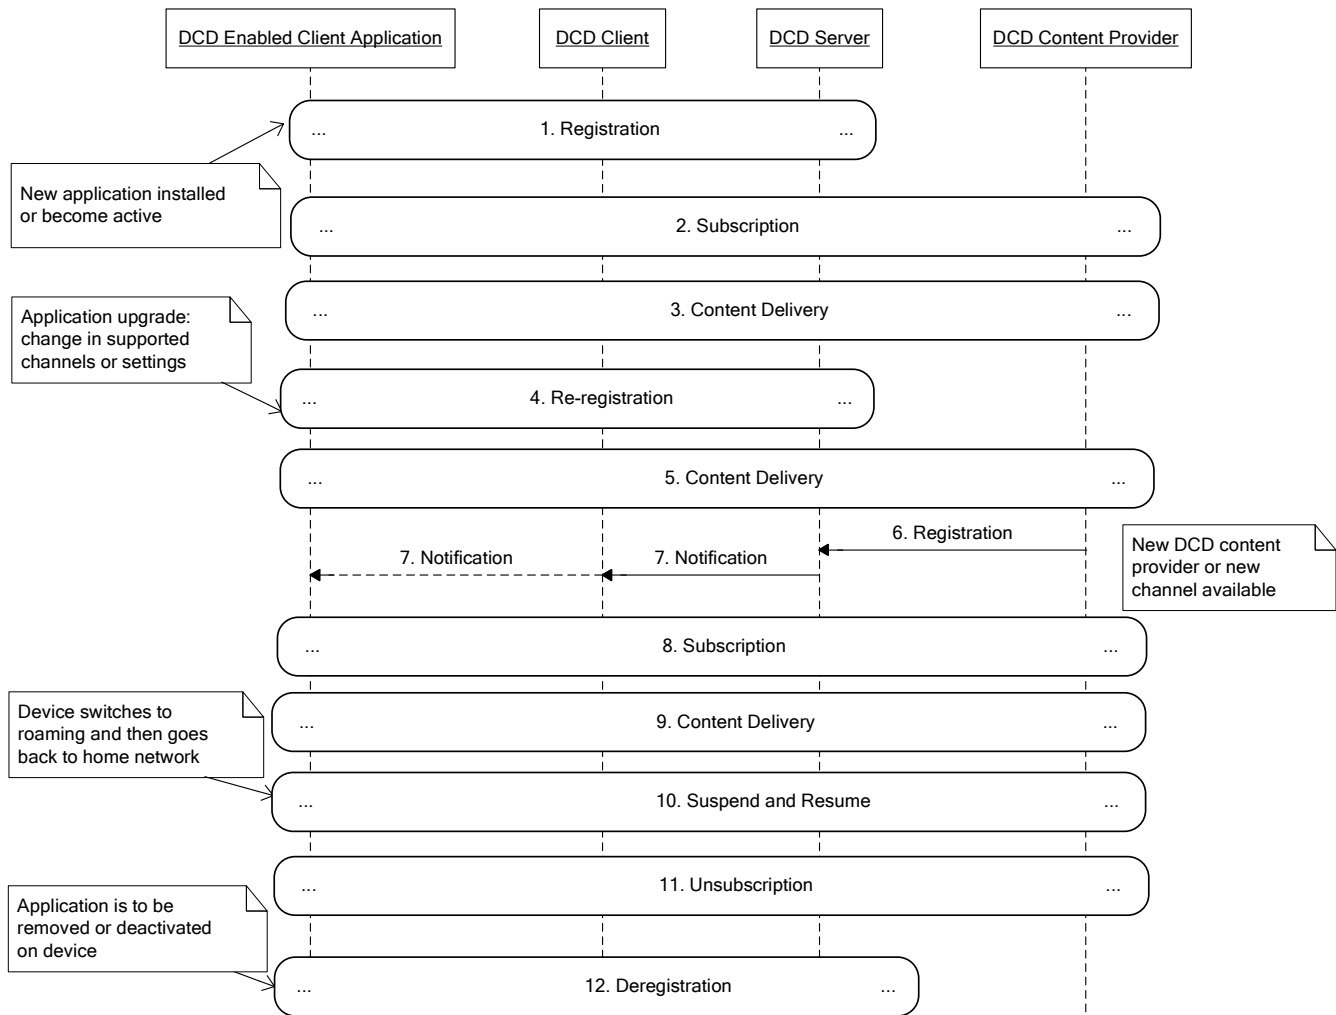 DCD Enabled Client Application
DCD Client
DCD Server
DCD Content Provider
... 1. Registration ...
New application installed
or become active
... 2. Subscription ...
... 3. Content Delivery ...
Application upgrade:
change in supported
channels or settings
... 4. Re-registration ...
... 5. Content Delivery ...
6. Registration
7. Notification
7. Notification
New DCD content
provider or new
channel available
... 8. Subscription ...
Device switches to
roaming and then goes
back to home network
... 9. Content Delivery ...
... 10. Suspend and Resume ...
... 11. Unsubscription ...
Application is to be
removed or deactivated
on device
... 12. Deregistration ...